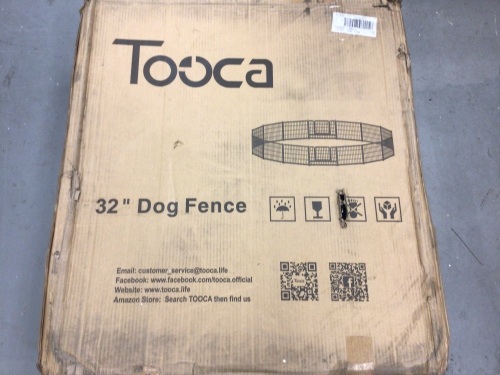 Tooca
32" Dog Fence
Email: customer_service@tooca.life
Facebook: www.facebook.com/tooca.official
Website: www.tooca.life
Amazon Store: Search TOOCA then find us